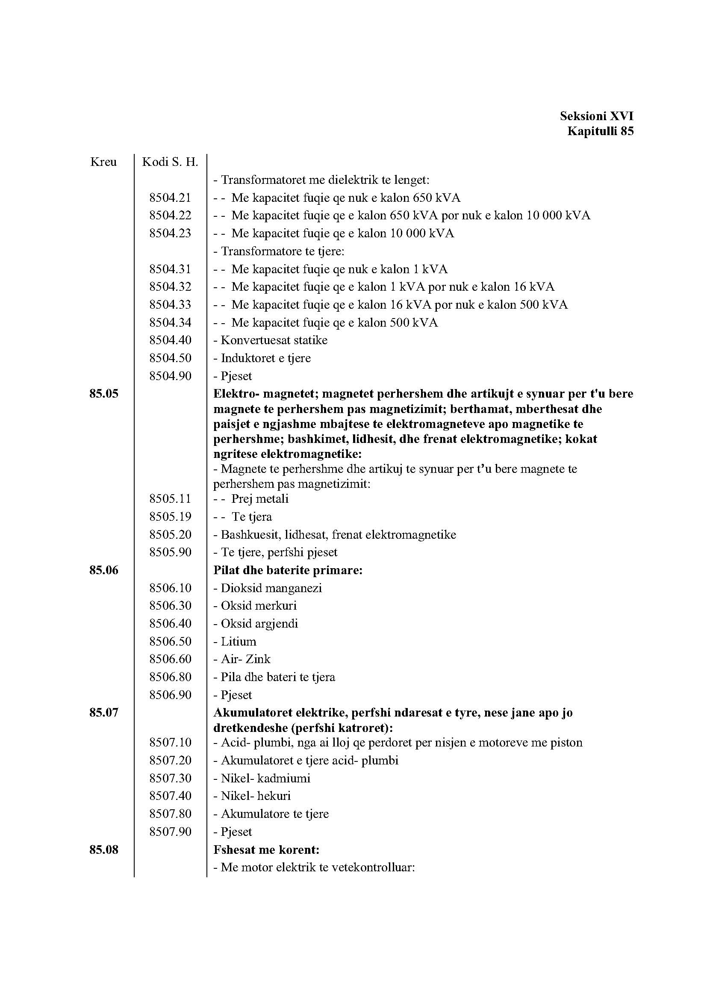 Seksioni XVI
Kapitulli 85
Kreu Kodi S. H.
- Transformatoret me dielektrik te lenget:
8504.21 - - Me kapacitet fuqie qe nuk e kalon 650 kVA
8504.22 - - Me kapacitet fuqie qe e kalon 650 kVA por nuk e kalon 10 000 kVA
8504.23 - - Me kapacitet fuqie qe e kalon 10 000 kVA
- Transformatore te tjere:
8504.31 - - Me kapacitet fuqie qe nuk e kalon 1 kVA
8504.32 - - Me kapacitet fuqie qe e kalon 1 kVA por nuk e kalon 16 kVA
8504.33 - - Me kapacitet fuqie qe e kalon 16 kVA por nuk e kalon 500 kVA
8504.34 - - Me kapacitet fuqie qe e kalon 500 kVA
8504.40 - Konvertuesat statike
8504.50 - Induktoret e tjere
8504.90 - Pjeset
85.05 Elektro- magnetet; magnetet perhershem dhe artikujt e synuar per t'u bere
magnete te perhershem pas magnetizimit; berthamat, mberthesat dhe
paisjet e ngjashme mbajtese te elektromagneteve apo magnetike te
perhershme; bashkimet, lidhesit, dhe frenat elektromagnetike; kokat
ngritese elektromagnetike:
- Magnete te perhershme dhe artikuj te synuar per t’u bere magnete te
perhershem pas magnetizimit:
8505.11 - - Prej metali
8505.19 - - Te tjera
8505.20 - Bashkuesit, lidhesat, frenat elektromagnetike
8505.90 - Te tjere, perfshi pjeset
85.06 Pilat dhe baterite primare:
8506.10 - Dioksid manganezi
8506.30 - Oksid merkuri
8506.40 - Oksid argjendi
8506.50 - Litium
8506.60 - Air- Zink
8506.80 - Pila dhe bateri te tjera
8506.90 - Pjeset
85.07 Akumulatoret elektrike, perfshi ndaresat e tyre, nese jane apo jo
dretkendeshe (perfshi katroret):
8507.10 - Acid- plumbi, nga ai lloj qe perdoret per nisjen e motoreve me piston
8507.20 - Akumulatoret e tjere acid- plumbi
8507.30 - Nikel- kadmiumi
8507.40 - Nikel- hekuri
8507.80 - Akumulatore te tjere
8507.90 - Pjeset
85.08 Fshesat me korent:
- Me motor elektrik te vetekontrolluar: